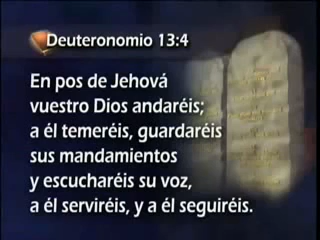 Deuteronomio 13:4
En pos de Jehová
vuestro Dios andaréis;
a él temeréis, guardaréis
sus mandamientos
y escucharéis su voz,
a él serviréis, y a él seguiréis.